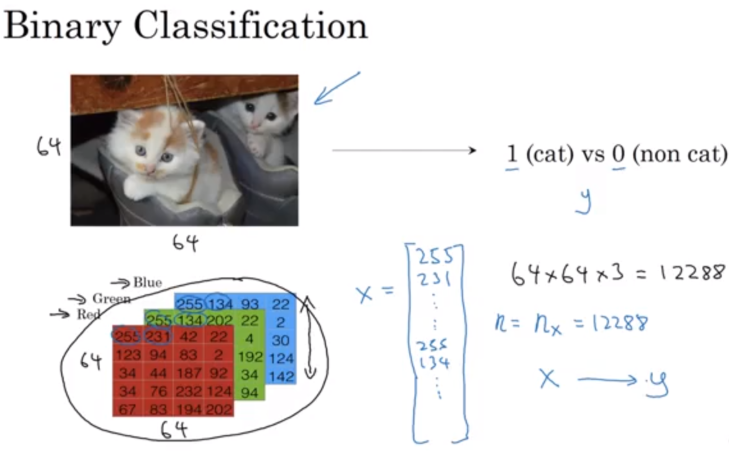 Binary Classification
64
64
1 (cat) vs 0 (non cat)
y
Blue
Green
Red
255 134 93 22
255 134 202 22 2
255 231 42 22 4 30
123 94 83 2 192 124
34 44 187 92 34 142
34 76 232 124 94
67 83 194 202
64
64
x =
255
231
⋮
⋮
255
134
⋮
64×64×3 = 12288
n = nₓ = 12288
x → y